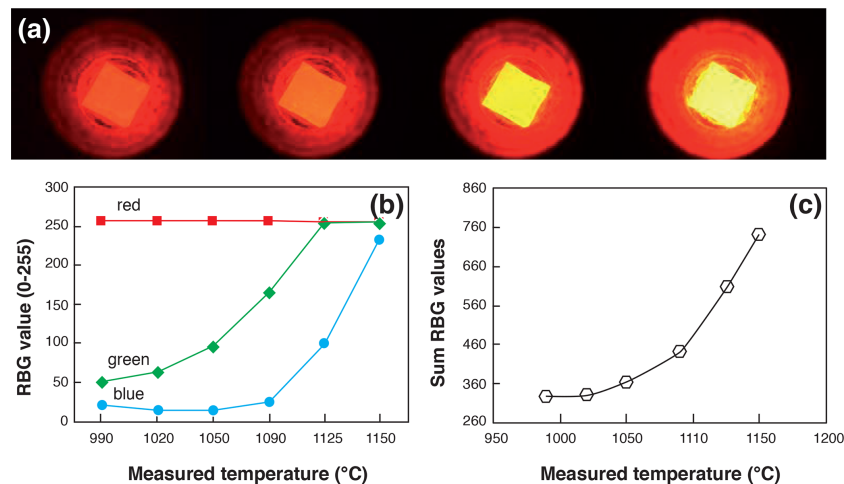 (a)
(b)
300
250
200
150
100
50
0
red
green
blue
RBG value (0-255)
990 1020 1050 1090 1125 1150
Measured temperature (°C)
(c)
860
760
660
560
460
360
260
Sum RBG values
950 1000 1050 1110 1150 1200
Measured temperature (°C)